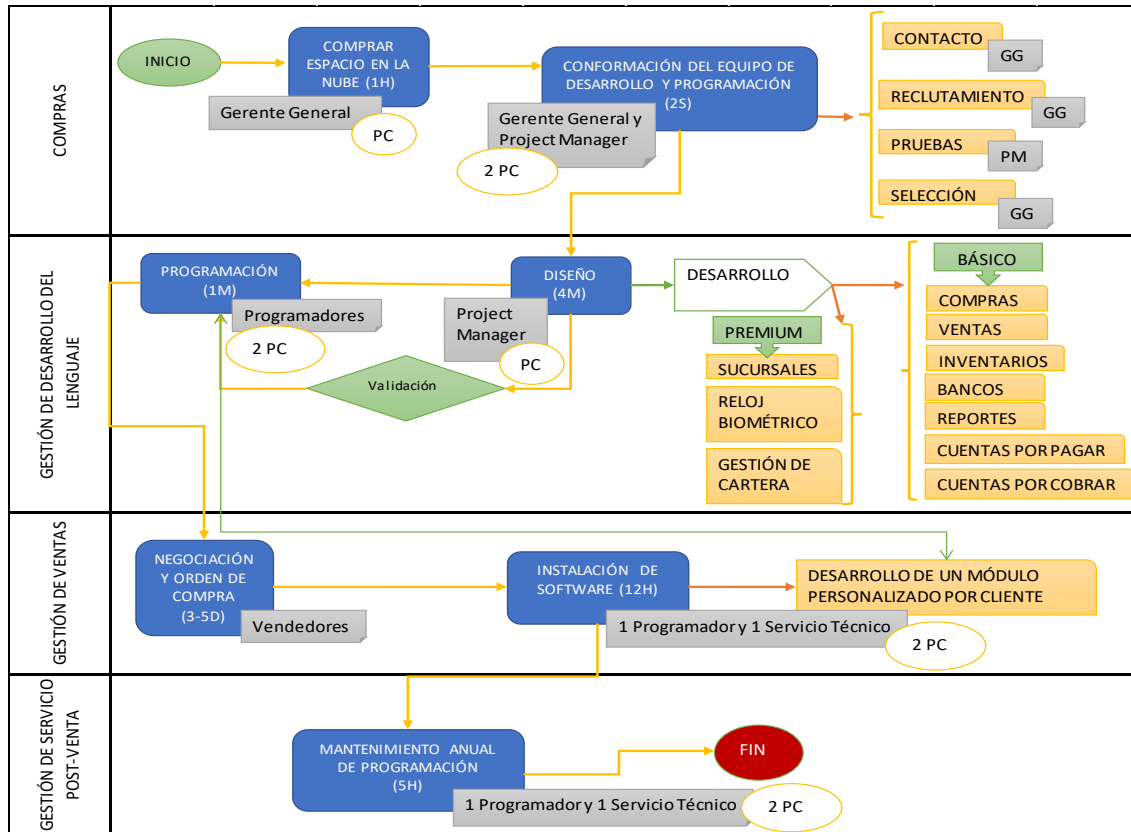 COMPRAS
INICIO
COMPRAR
ESPACIO EN LA
NUBE (1H)
Gerente General
PC
CONFORMACIÓN DEL EQUIPO DE
DESARROLLO Y PROGRAMACIÓN
(2S)
Gerente General y
Project Manager
2 PC
CONTACTO
GG
RECLUTAMIENTO
GG
PRUEBAS
PM
SELECCIÓN
GG
GESTIÓN DE DESARROLLO DEL
LENGUAJE
PROGRAMACIÓN
(1M)
Programadores
2 PC
DISEÑO
(4M)
Project
Manager
PC
Validación
DESARROLLO
PREMIUM
SUCURSALES
RELOJ
BIOMÉTRICO
GESTIÓN DE
CARTERA
BÁSICO
COMPRAS
VENTAS
INVENTARIOS
BANCOS
REPORTES
CUENTAS POR PAGAR
CUENTAS POR COBRAR
GESTIÓN DE VENTAS
NEGOCIACIÓN
Y ORDEN DE
COMPRA
(3-5D)
Vendedores
INSTALACIÓN DE
SOFTWARE (12H)
1 Programador y 1 Servicio Técnico
2 PC
DESARROLLO DE UN MÓDULO
PERSONALIZADO POR CLIENTE
GESTIÓN DE SERVICIO
POST-VENTA
MANTENIMIENTO ANUAL
DE PROGRAMACIÓN
(5H)
1 Programador y 1 Servicio Técnico
2 PC
FIN